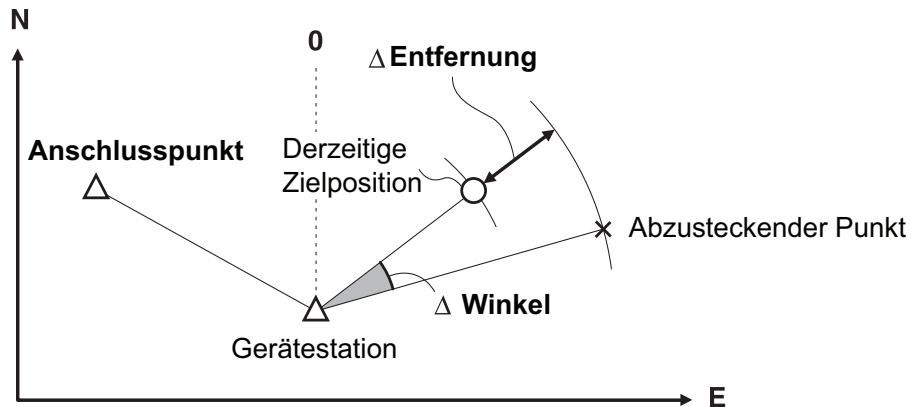 N
0
Δ Entfernung
Anschlusspunkt
Derzeitige
Zielposition
Abzusteckender Punkt
Δ Winkel
Gerätestation
E